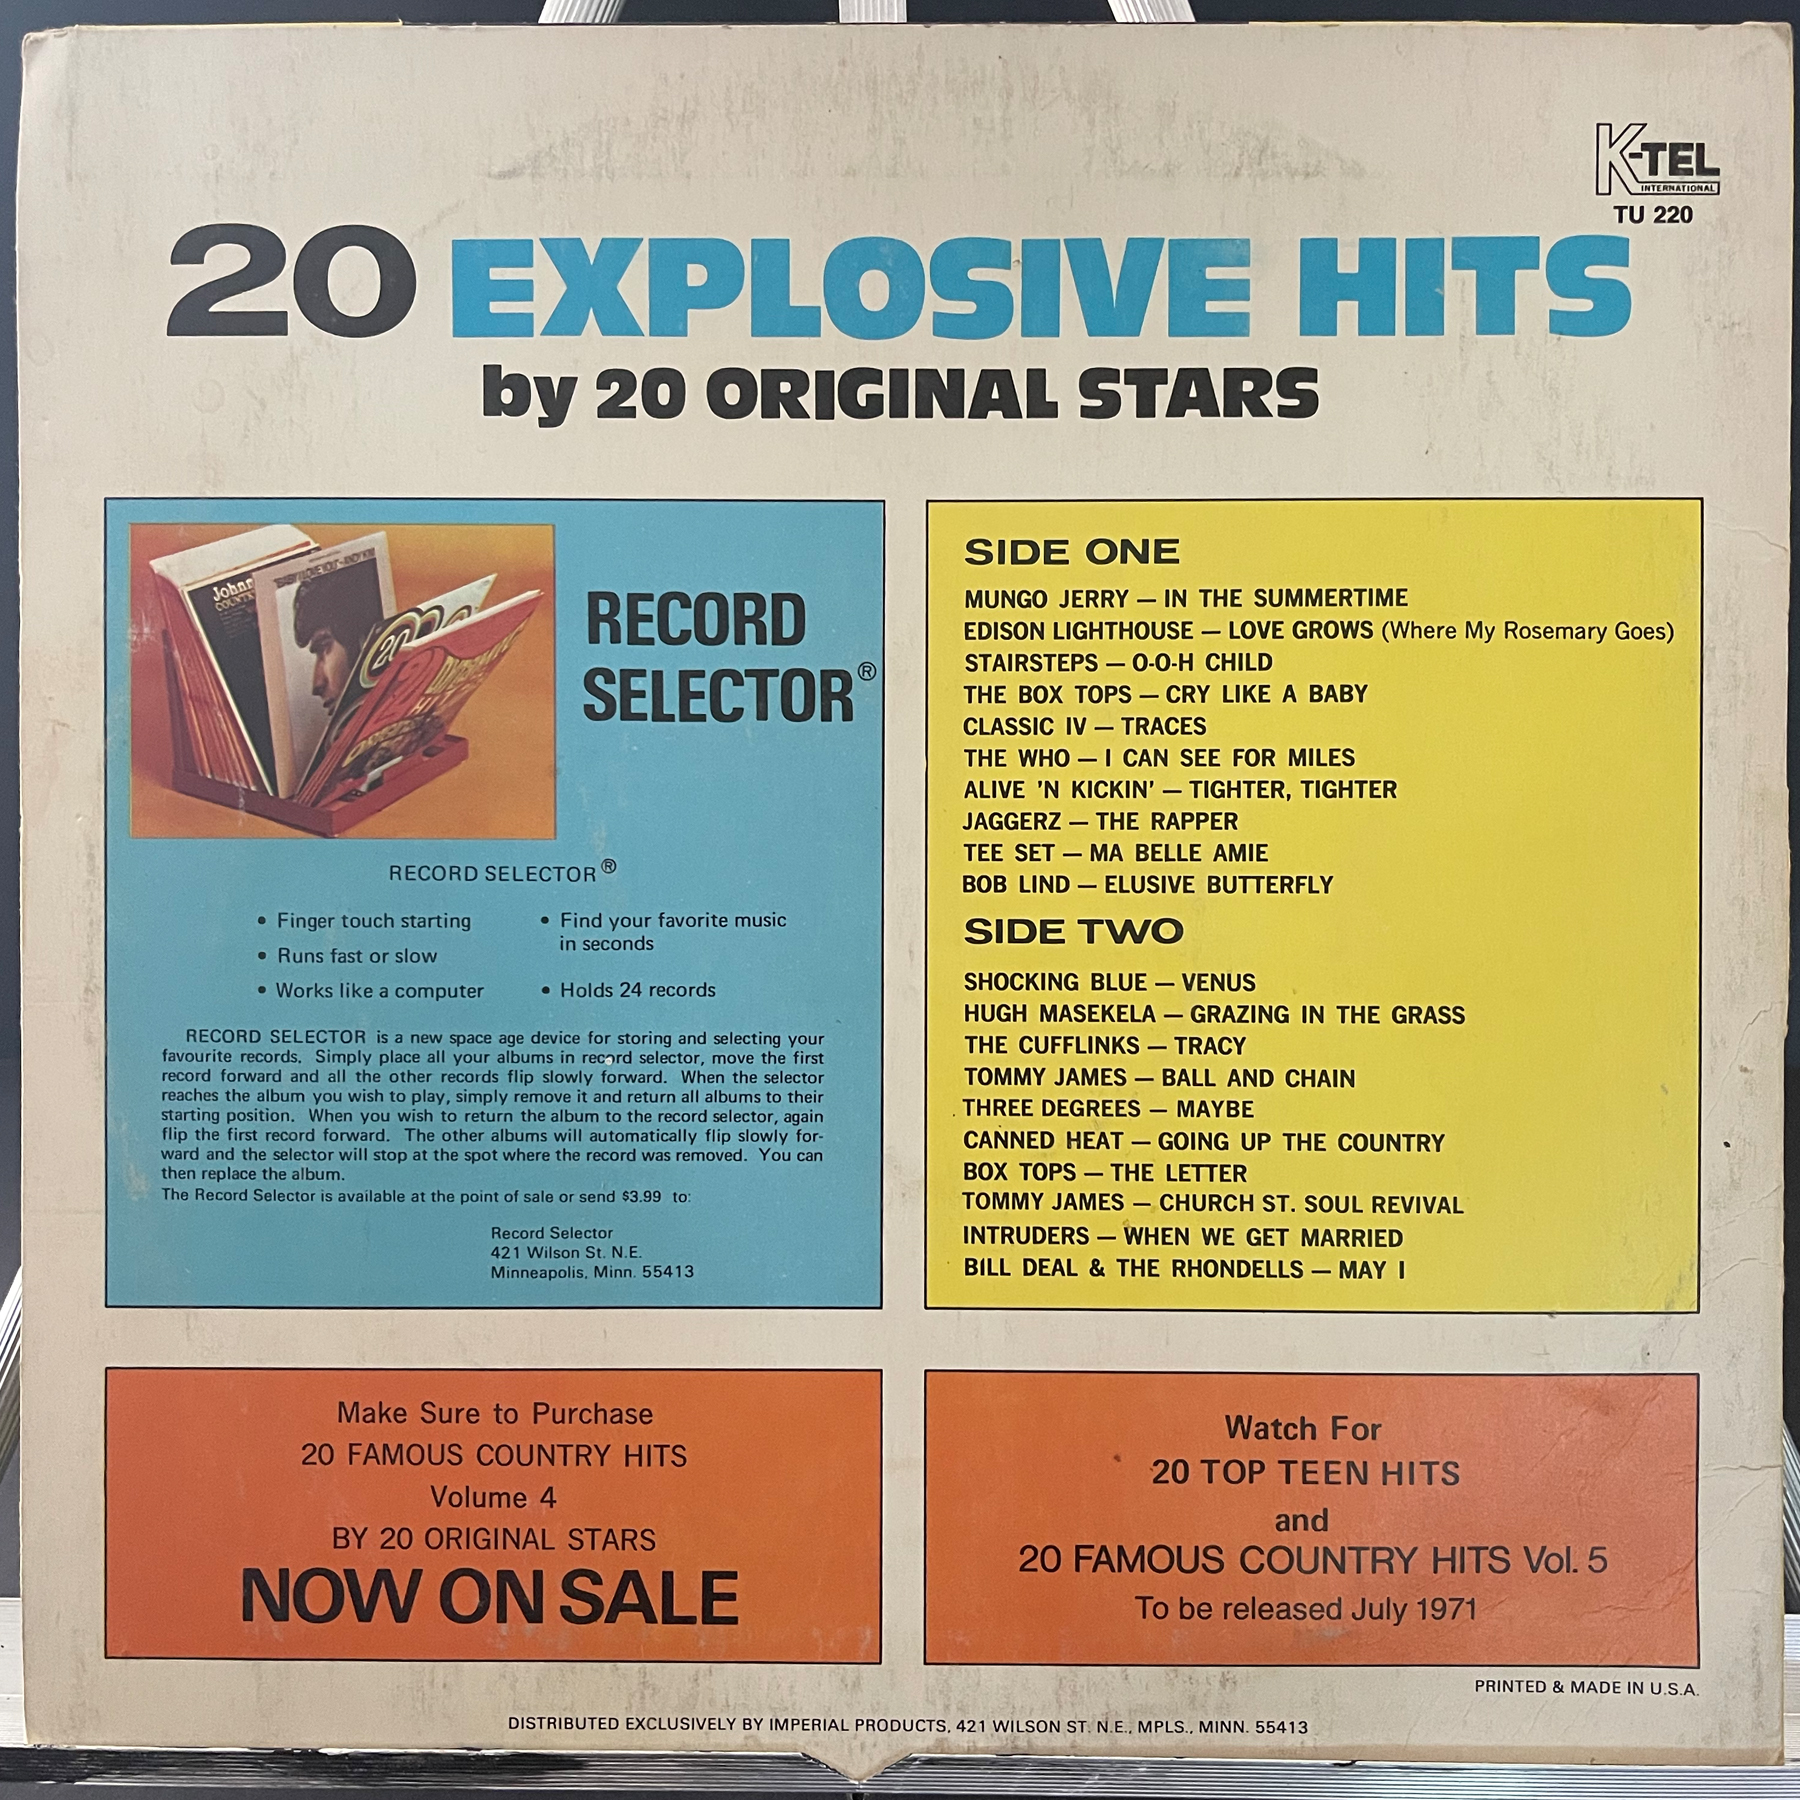 K-TEL
INTERNATIONAL
TU 220
20 EXPLOSIVE HITS
by 20 ORIGINAL STARS
RECORD
SELECTOR®
RECORD SELECTOR®
• Finger touch starting
• Runs fast or slow
• Works like a computer
• Find your favorite music
in seconds
• Holds 24 records
RECORD SELECTOR is a new space age device for storing and selecting your
favourite records. Simply place all your albums in record selector, move the first
record forward and all the other records flip slowly forward. When the selector
reaches the album you wish to play, simply remove it and return all albums to their
starting position. When you wish to return the album to the record selector, again
flip the first record forward. The other albums will automatically flip slowly for-
ward and the selector will stop at the spot where the record was removed. You can
then replace the album.
The Record Selector is available at the point of sale or send $3.99 to:
Record Selector
421 Wilson St. N.E.
Minneapolis, Minn. 55413
SIDE ONE
MUNGO JERRY — IN THE SUMMERTIME
EDISON LIGHTHOUSE — LOVE GROWS (Where My Rosemary Goes)
STAIRSTEPS — O-O-H CHILD
THE BOX TOPS — CRY LIKE A BABY
CLASSIC IV — TRACES
THE WHO — I CAN SEE FOR MILES
ALIVE 'N KICKIN' — TIGHTER, TIGHTER
JAGGERZ — THE RAPPER
TEE SET — MA BELLE AMIE
BOB LIND — ELUSIVE BUTTERFLY
SIDE TWO
SHOCKING BLUE — VENUS
HUGH MASEKELA — GRAZING IN THE GRASS
THE CUFFLINKS — TRACY
TOMMY JAMES — BALL AND CHAIN
THREE DEGREES — MAYBE
CANNED HEAT — GOING UP THE COUNTRY
BOX TOPS — THE LETTER
TOMMY JAMES — CHURCH ST. SOUL REVIVAL
INTRUDERS — WHEN WE GET MARRIED
BILL DEAL & THE RHONDELLS — MAY I
Make Sure to Purchase
20 FAMOUS COUNTRY HITS
Volume 4
BY 20 ORIGINAL STARS
NOW ON SALE
Watch For
20 TOP TEEN HITS
and
20 FAMOUS COUNTRY HITS Vol. 5
To be released July 1971
PRINTED & MADE IN U.S.A.
DISTRIBUTED EXCLUSIVELY BY IMPERIAL PRODUCTS, 421 WILSON ST. N.E., MPLS., MINN. 55413